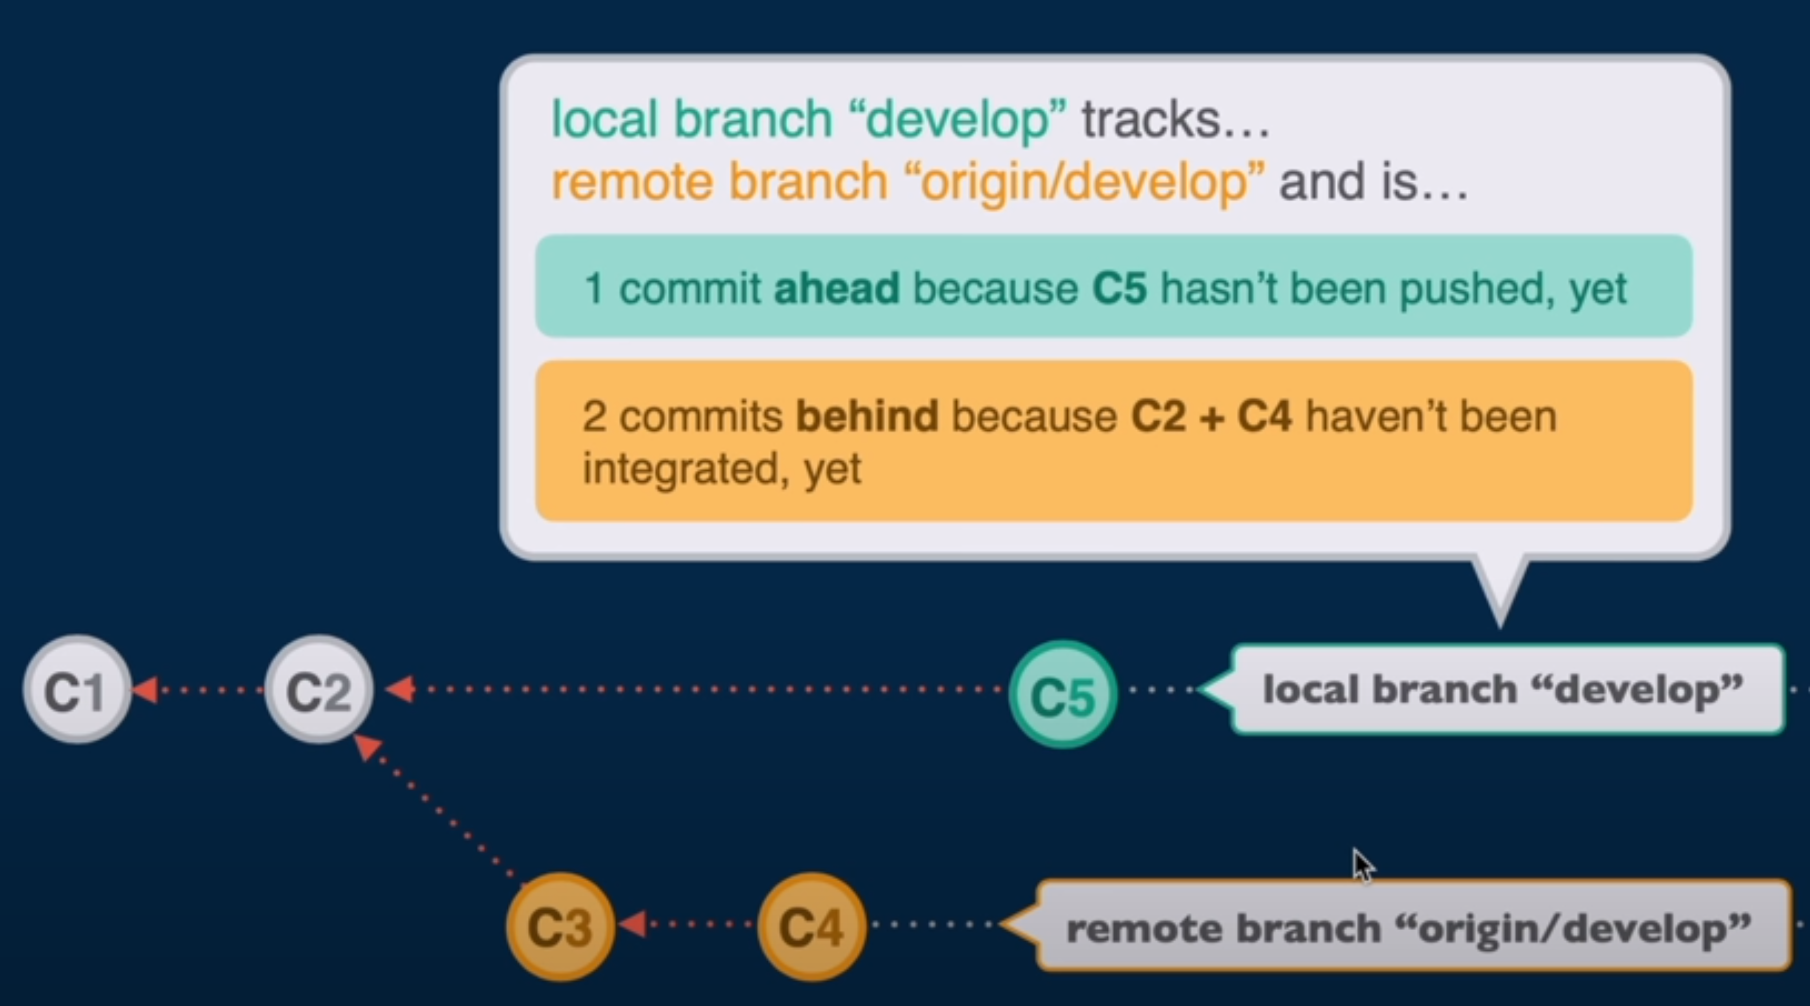 local branch “develop” tracks…
remote branch “origin/develop” and is…
1 commit ahead because C5 hasn’t been pushed, yet
2 commits behind because C2 + C4 haven’t been
integrated, yet
C1
C2
C5
local branch “develop”
C3
C4
remote branch “origin/develop”